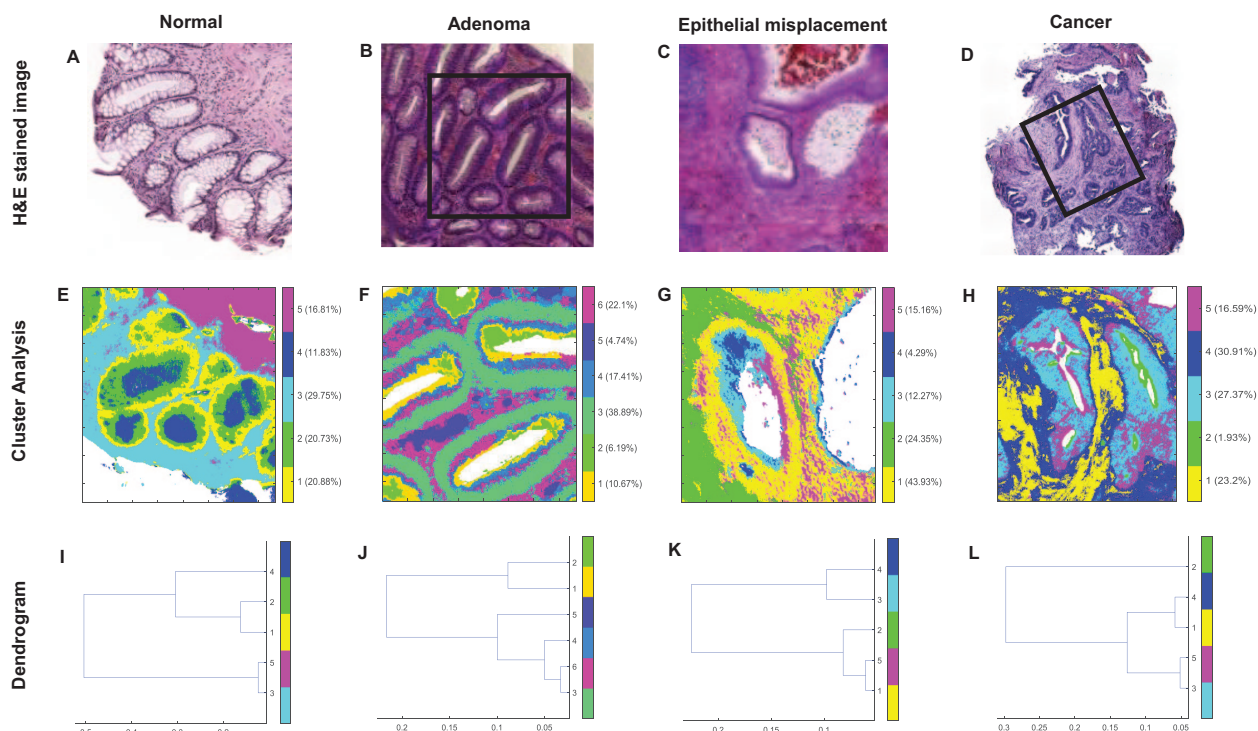 Normal
Adenoma
Epithelial misplacement
Cancer
H&E stained image
A
B
C
D
Cluster Analysis
E
5 (16.81%)
4 (11.83%)
3 (29.75%)
2 (20.73%)
1 (20.88%)
F
6 (22.1%)
5 (4.74%)
4 (17.41%)
3 (38.89%)
2 (6.19%)
1 (10.67%)
G
5 (15.16%)
4 (4.29%)
3 (12.27%)
2 (24.35%)
1 (43.93%)
H
5 (16.59%)
4 (30.91%)
3 (27.37%)
2 (1.93%)
1 (23.2%)
Dendrogram
I
4
2
1
5
3
J
2
1
5
4
6
3
0.2
0.15
0.1
0.05
K
4
3
2
5
1
0.2
0.1
L
2
4
1
5
3
0.3
0.25
0.2
0.15
0.1
0.05